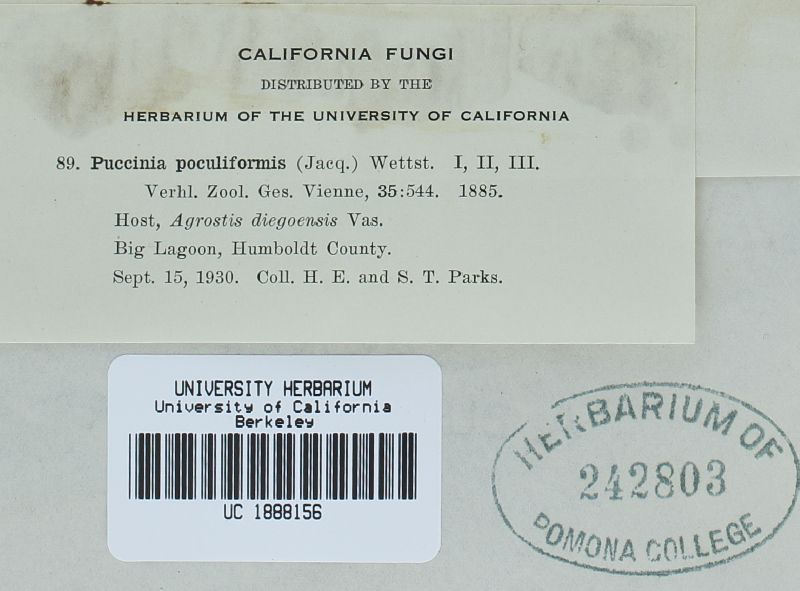 CALIFORNIA FUNGI
DISTRIBUTED BY THE
HERBARIUM OF THE UNIVERSITY OF CALIFORNIA
89. Puccinia poculiformis (Jacq.) Wettst. I, II, III.
Verhl. Zool. Ges. Vienne, 35:544. 1885.
Host, Agrostis diegoensis Vas.
Big Lagoon, Humboldt County.
Sept. 15, 1930. Coll. H. E. and S. T. Parks.
UNIVERSITY HERBARIUM
University of California
Berkeley
UC 1888156
HERBARIUM OF
242803
POMONA COLLEGE